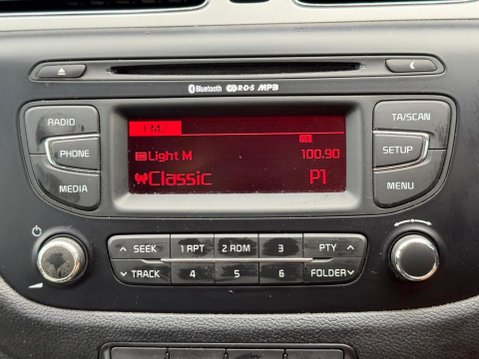 Bluetooth R·D·S MP3
RADIO
TA/SCAN
FM
PHONE
SETUP
Light M 100.90
MEDIA
Classic P1
MENU
SEEK 1 RPT 2 RDM 3 PTY
TRACK 4 5 6 FOLDER